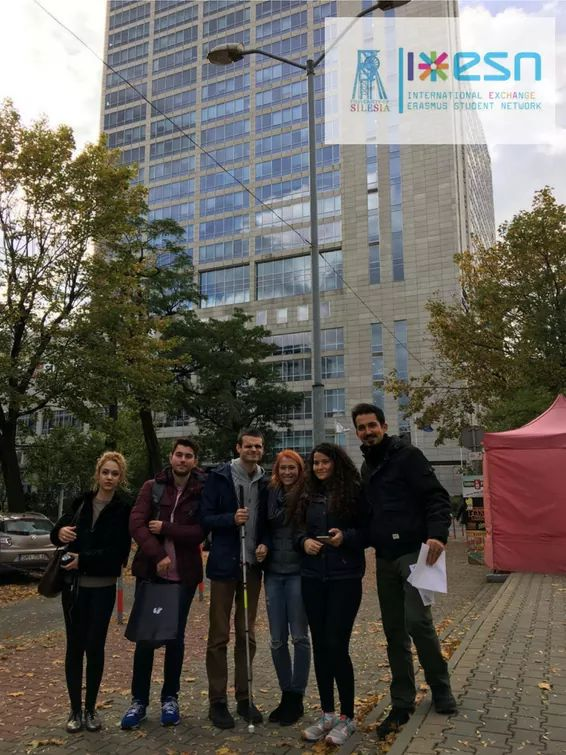 SILESIA
esn
INTERNATIONAL EXCHANGE
ERASMUS STUDENT NETWORK